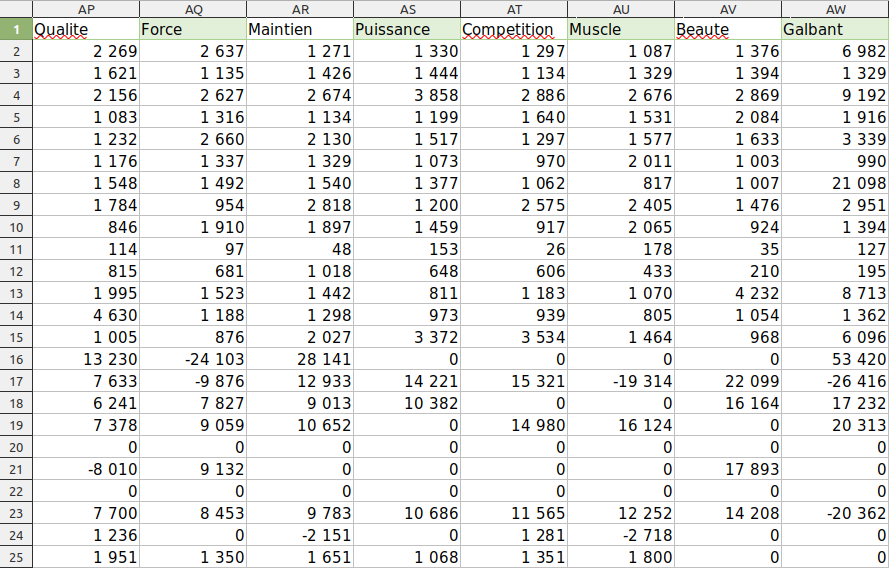 AP AQ AR AS AT AU AV AW
1 Qualite Force Maintien Puissance Competition Muscle Beaute Galbant
2 2 269 2 637 1 271 1 330 1 297 1 087 1 376 6 982
3 1 621 1 135 1 426 1 444 1 134 1 329 1 394 1 329
4 2 156 2 627 2 674 3 858 2 886 2 676 2 869 9 192
5 1 083 1 316 1 134 1 199 1 640 1 531 2 084 1 916
6 1 232 2 660 2 130 1 517 1 297 1 577 1 633 3 339
7 1 176 1 337 1 329 1 073 970 2 011 1 003 990
8 1 548 1 492 1 540 1 377 1 062 817 1 007 21 098
9 1 784 954 2 818 1 200 2 575 2 405 1 476 2 951
10 846 1 910 1 897 1 459 917 2 065 924 1 394
11 114 97 48 153 26 178 35 127
12 815 681 1 018 648 606 433 210 195
13 1 995 1 523 1 442 811 1 183 1 070 4 232 8 713
14 4 630 1 188 1 298 973 939 805 1 054 1 362
15 1 005 876 2 027 3 372 3 534 1 464 968 6 096
16 13 230 -24 103 28 141 0 0 0 0 53 420
17 7 633 -9 876 12 933 14 221 15 321 -19 314 22 099 -26 416
18 6 241 7 827 9 013 10 382 0 0 16 164 17 232
19 7 378 9 059 10 652 0 14 980 16 124 0 20 313
20 0 0 0 0 0 0 0 0
21 -8 010 9 132 0 0 0 0 17 893 0
22 0 0 0 0 0 0 0 0
23 7 700 8 453 9 783 10 686 11 565 12 252 14 208 -20 362
24 1 236 0 -2 151 0 1 281 -2 718 0 0
25 1 951 1 350 1 651 1 068 1 351 1 800 0 0